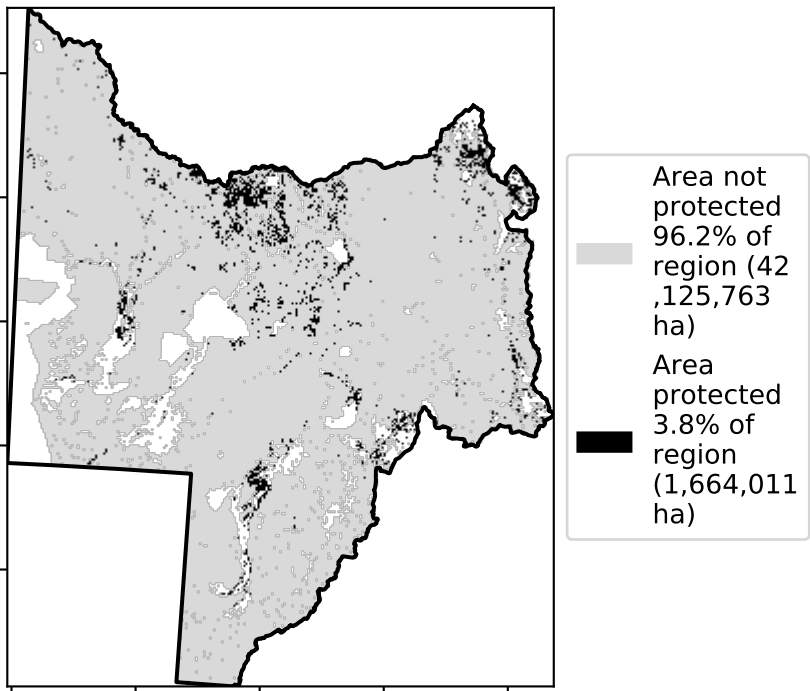 Area not
protected
96.2% of
region (42
,125,763
ha)
Area
protected
3.8% of
region
(1,664,011
ha)